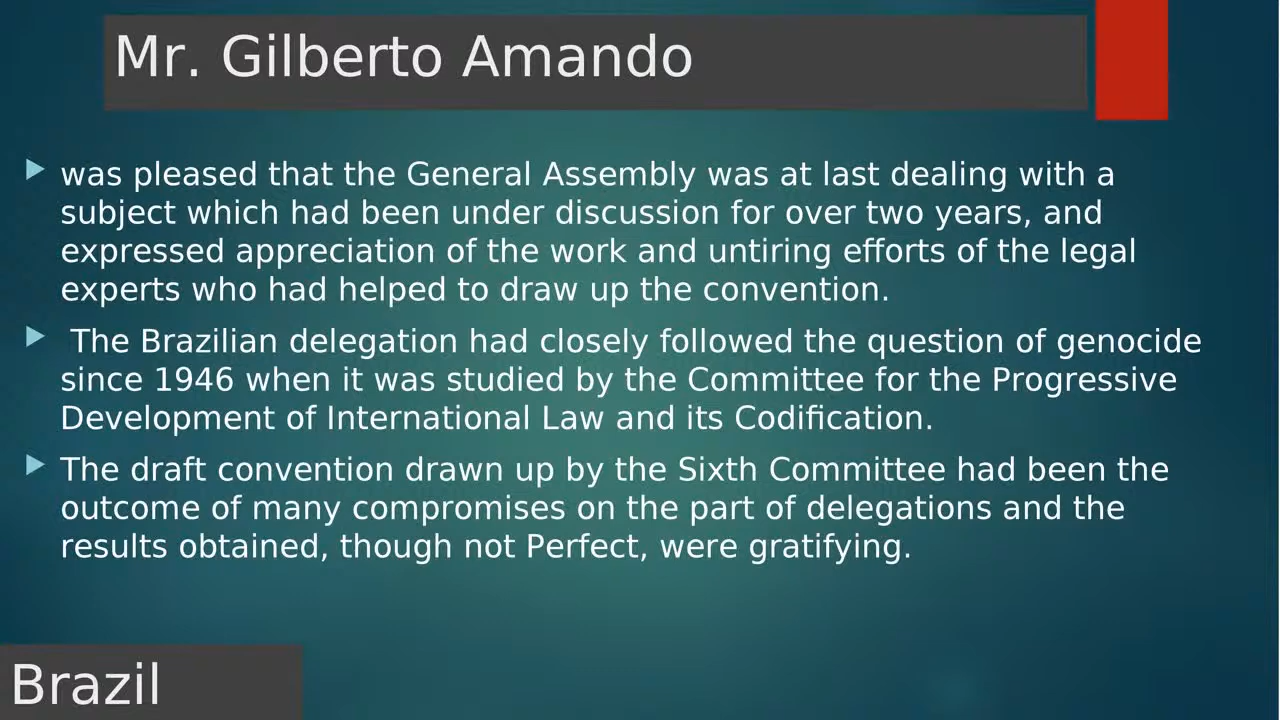 Mr. Gilberto Amando
was pleased that the General Assembly was at last dealing with a
subject which had been under discussion for over two years, and
expressed appreciation of the work and untiring efforts of the legal
experts who had helped to draw up the convention.
The Brazilian delegation had closely followed the question of genocide
since 1946 when it was studied by the Committee for the Progressive
Development of International Law and its Codification.
The draft convention drawn up by the Sixth Committee had been the
outcome of many compromises on the part of delegations and the
results obtained, though not Perfect, were gratifying.
Brazil